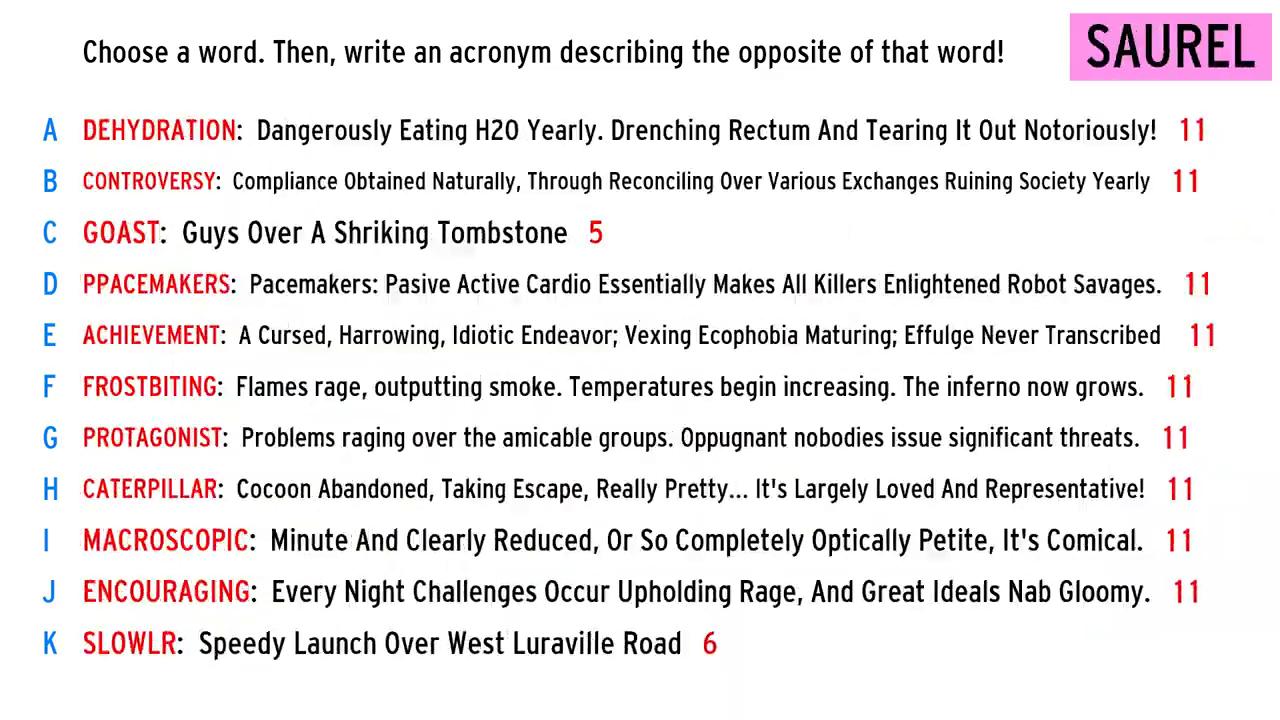 Choose a word. Then, write an acronym describing the opposite of that word!
SAUREL
A DEHYDRATION: Dangerously Eating H2O Yearly. Drenching Rectum And Tearing It Out Notoriously! 11
B CONTROVERSY: Compliance Obtained Naturally, Through Reconciling Over Various Exchanges Ruining Society Yearly 11
C GOAST: Guys Over A Shriking Tombstone 5
D PPACEMAKERS: Pacemakers: Pasive Active Cardio Essentially Makes All Killers Enlightened Robot Savages. 11
E ACHIEVEMENT: A Cursed, Harrowing, Idiotic Endeavor; Vexing Ecophobia Maturing; Effulge Never Transcribed 11
F FROSTBITING: Flames rage, outputting smoke. Temperatures begin increasing. The inferno now grows. 11
G PROTAGONIST: Problems raging over the amicable groups. Oppugnant nobodies issue significant threats. 11
H CATERPILLAR: Cocoon Abandoned, Taking Escape, Really Pretty... It's Largely Loved And Representative! 11
I MACROSCOPIC: Minute And Clearly Reduced, Or So Completely Optically Petite, It's Comical. 11
J ENCOURAGING: Every Night Challenges Occur Upholding Rage, And Great Ideals Nab Gloomy. 11
K SLOWLR: Speedy Launch Over West Luraville Road 6